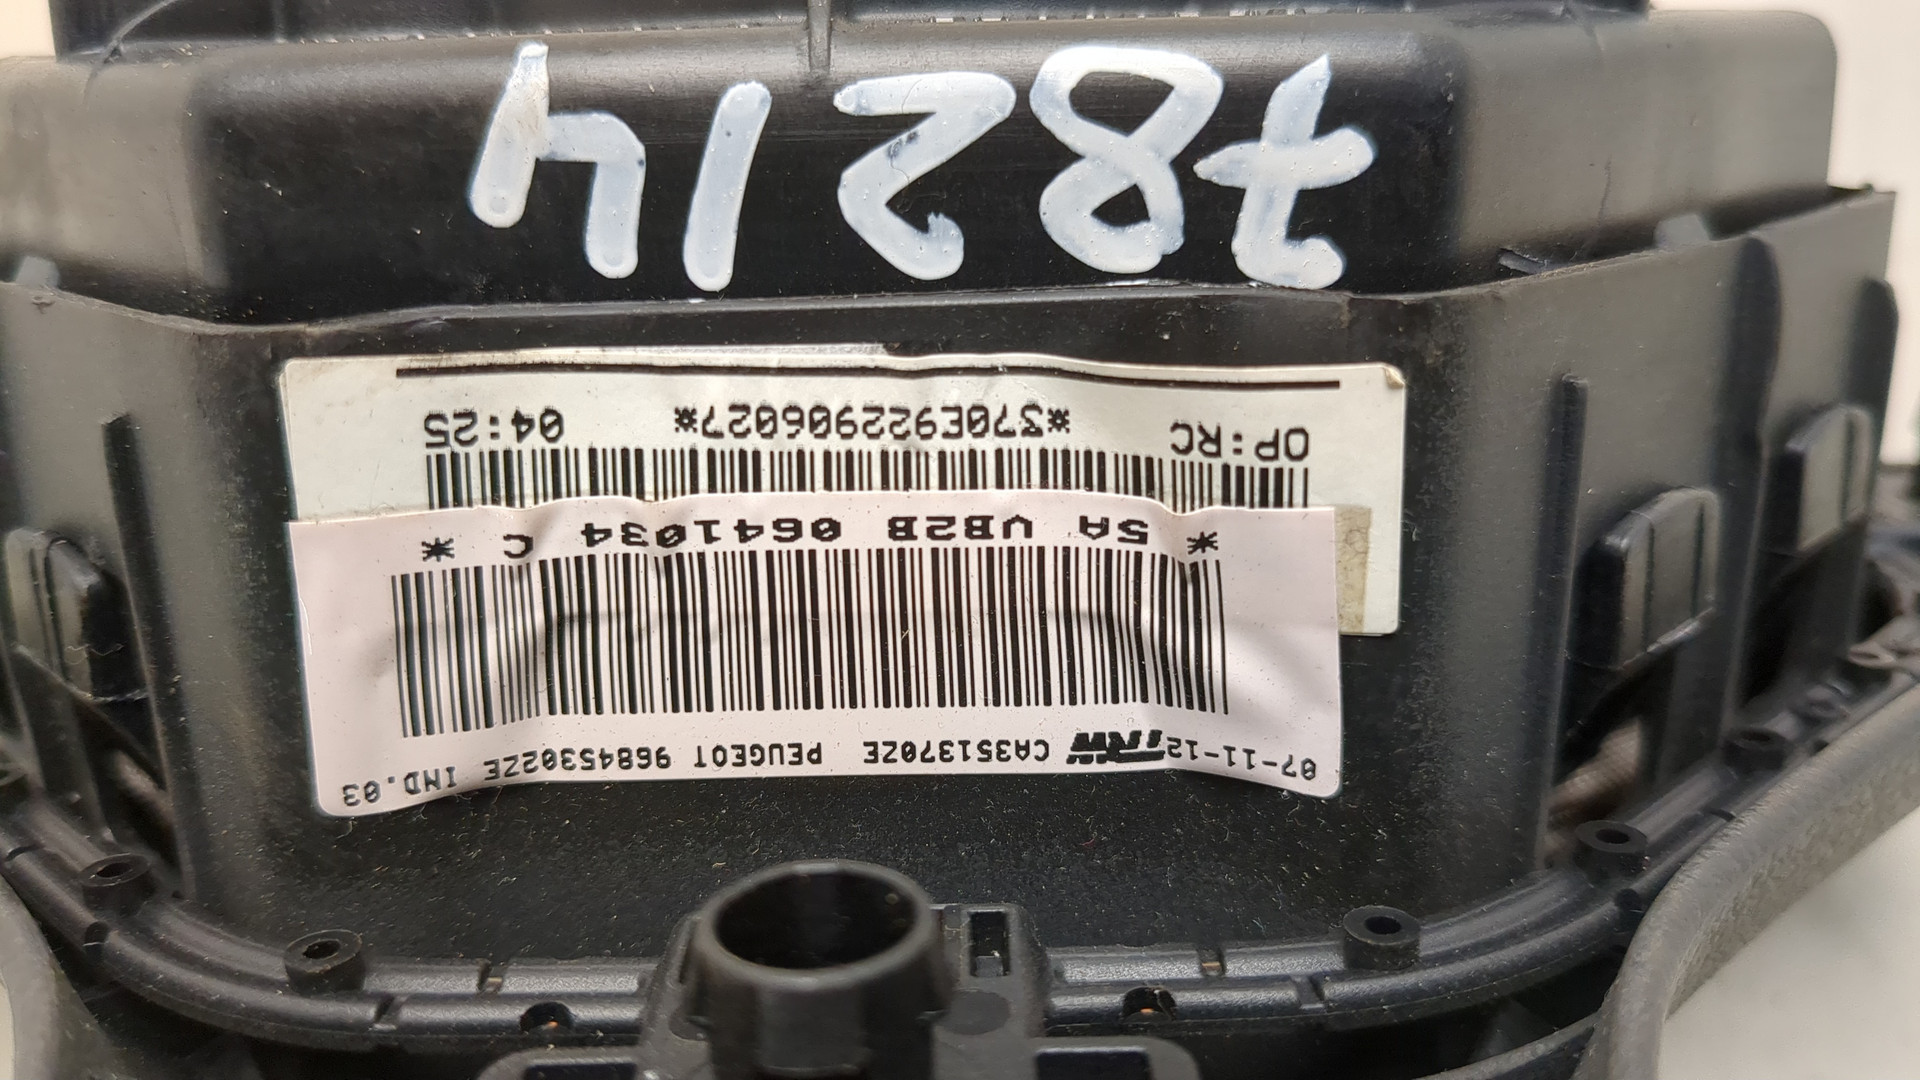 07-11-12 TRW CA351370ZE PEUGEOT 96845302ZE IND.03
* 5A VB2B 0641034 C *
OP:RC *370E922906027* 04:25
78214